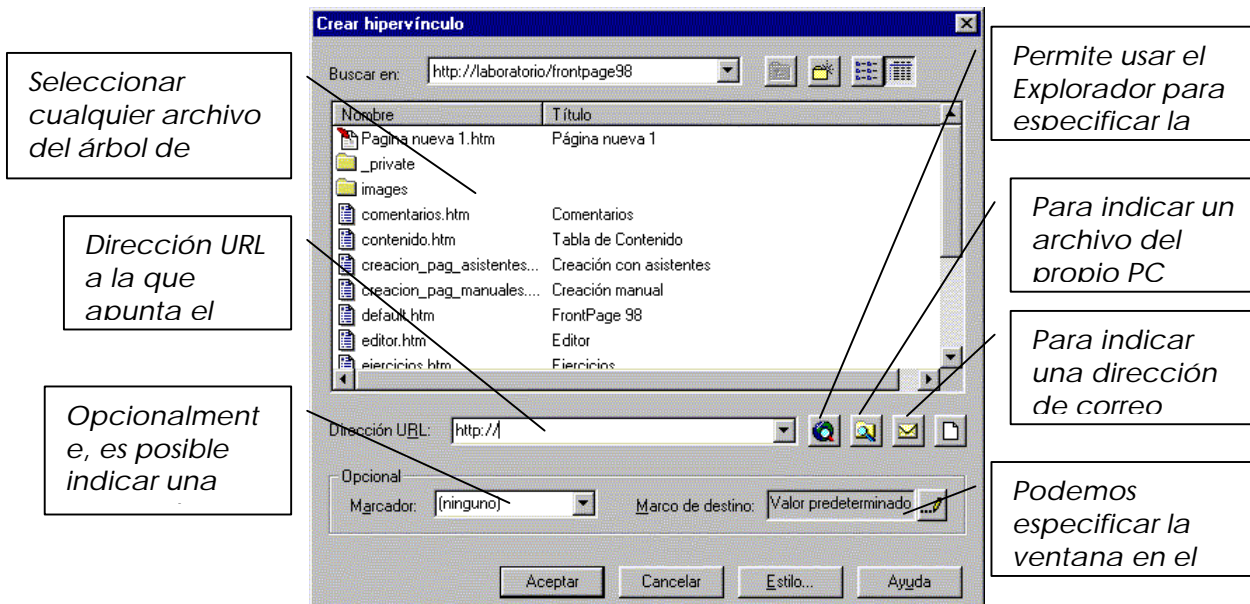 Crear hipervínculo
Seleccionar
cualquier archivo
del árbol de
Dirección URL
a la que
apunta el
Opcionalment
e, es posible
indicar una
Buscar en: http://laboratorio/frontpage98
Nombre Título
Pagina nueva 1.htm Página nueva 1
_private
images
comentarios.htm Comentarios
contenido.htm Tabla de Contenido
creacion_pag_asistentes... Creación con asistentes
creacion_pag_manuales.... Creación manual
default.htm FrontPage 98
editor.htm Editor
ejercicios.htm Ejercicios
Dirección URL: http://
Opcional
Marcador: (ninguno) Marco de destino: Valor predeterminado
Aceptar Cancelar Estilo... Ayuda
Permite usar el
Explorador para
especificar la
Para indicar un
archivo del
propio PC
Para indicar
una dirección
de correo
Podemos
especificar la
ventana en el